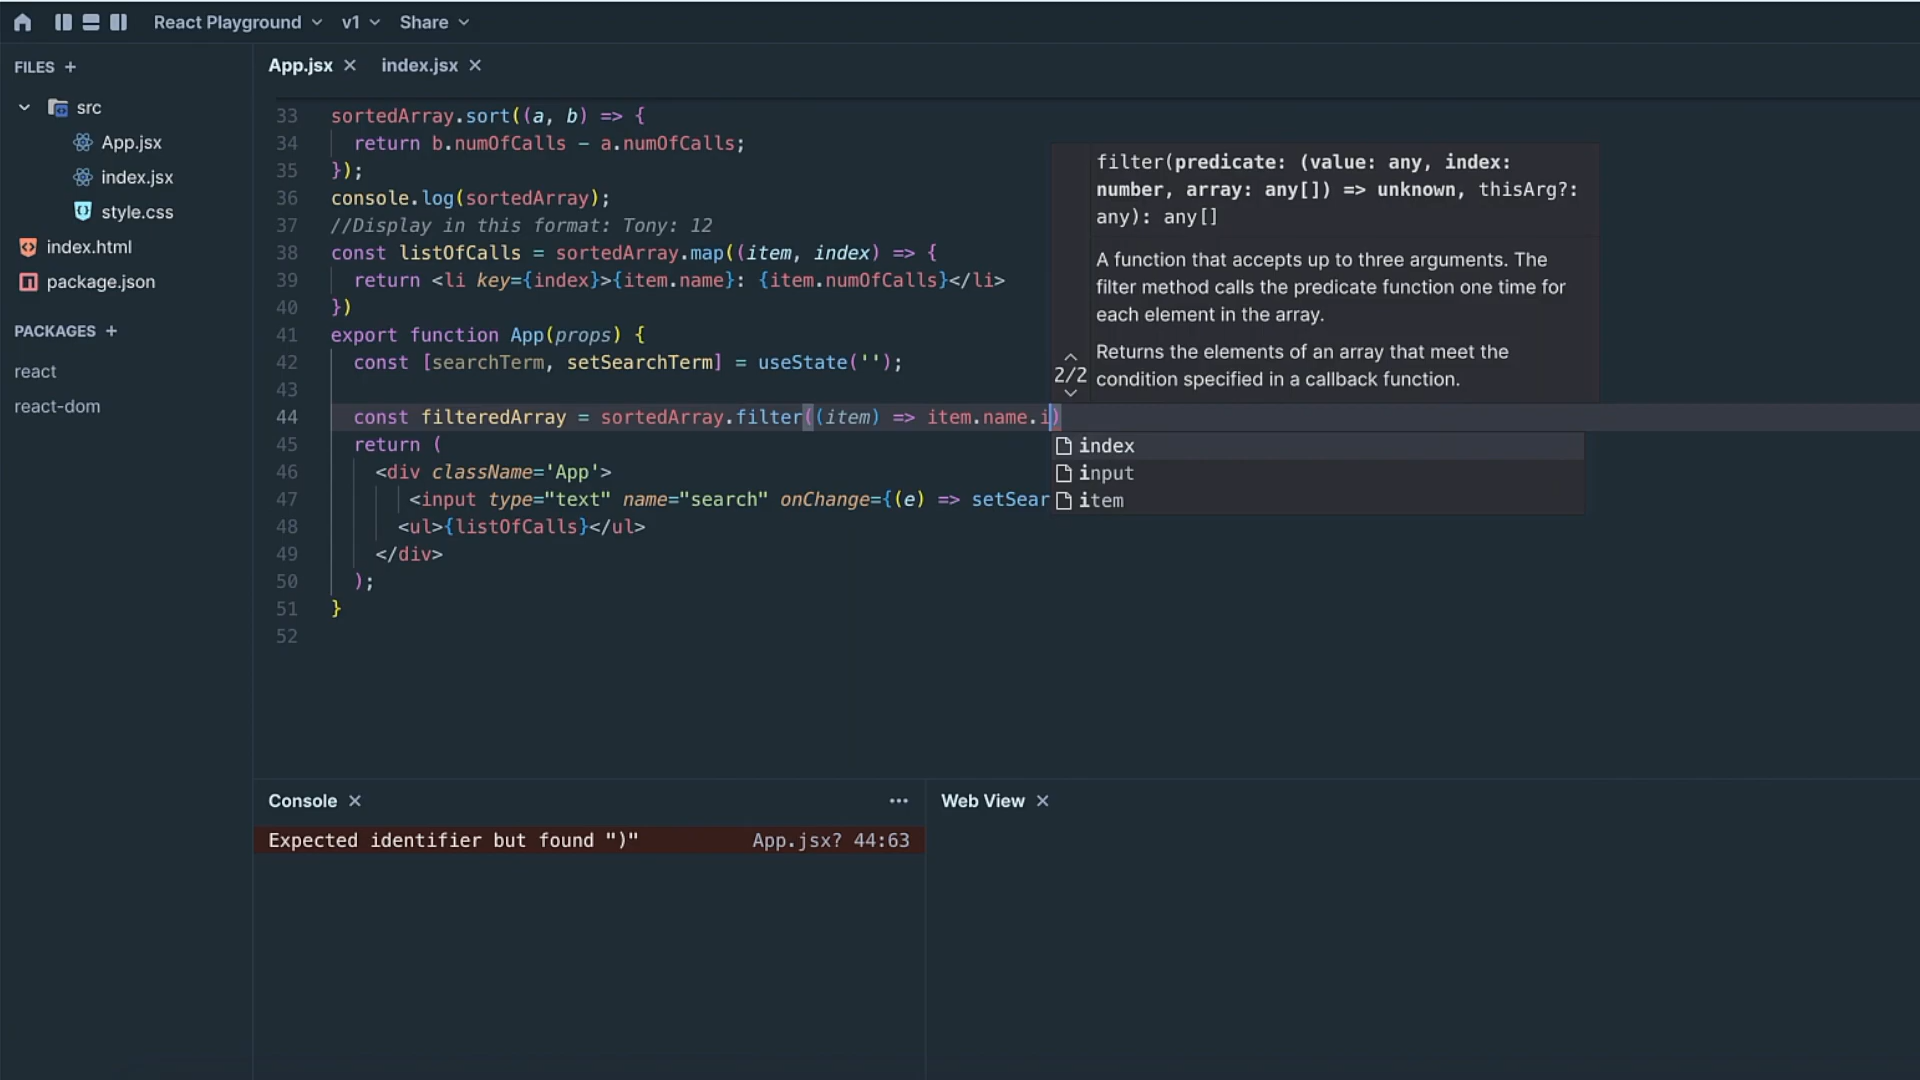 React Playground v1 Share
FILES +
src
App.jsx
index.jsx
style.css
index.html
package.json
PACKAGES +
react
react-dom
App.jsx × index.jsx ×
33 sortedArray.sort((a, b) => {
34 return b.numOfCalls - a.numOfCalls;
35 });
36 console.log(sortedArray);
37 //Display in this format: Tony: 12
38 const listOfCalls = sortedArray.map((item, index) => {
39 return <li key={index}>{item.name}: {item.numOfCalls}</li>
40 })
41 export function App(props) {
42 const [searchTerm, setSearchTerm] = useState('');
43
44 const filteredArray = sortedArray.filter((item) => item.name.i)
45 return (
46 <div className='App'>
47 <input type="text" name="search" onChange={(e) => setSear
48 <ul>{listOfCalls}</ul>
49 </div>
50 );
51 }
52
filter(predicate: (value: any, index:
number, array: any[]) => unknown, thisArg?:
any): any[]
A function that accepts up to three arguments. The
filter method calls the predicate function one time for
each element in the array.
Returns the elements of an array that meet the
condition specified in a callback function.
2/2
index
input
item
Console × ...
Expected identifier but found ")" App.jsx? 44:63
Web View ×